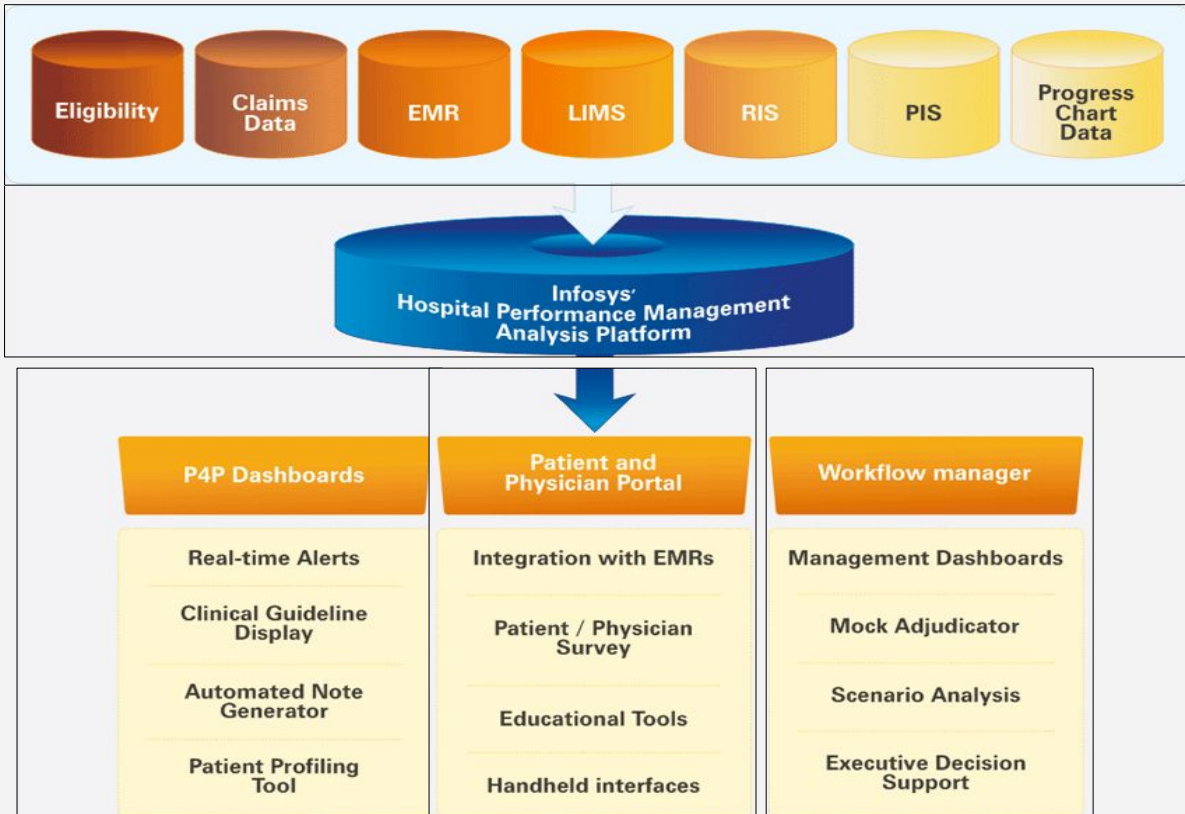 Eligibility
Claims
Data
EMR
LIMS
RIS
PIS
Progress
Chart
Data
Infosys'
Hospital Performance Management
Analysis Platform
P4P Dashboards
Real-time Alerts
Clinical Guideline
Display
Automated Note
Generator
Patient Profiling
Tool
Patient and
Physician Portal
Integration with EMRs
Patient / Physician
Survey
Educational Tools
Handheld interfaces
Workflow manager
Management Dashboards
Mock Adjudicator
Scenario Analysis
Executive Decision
Support